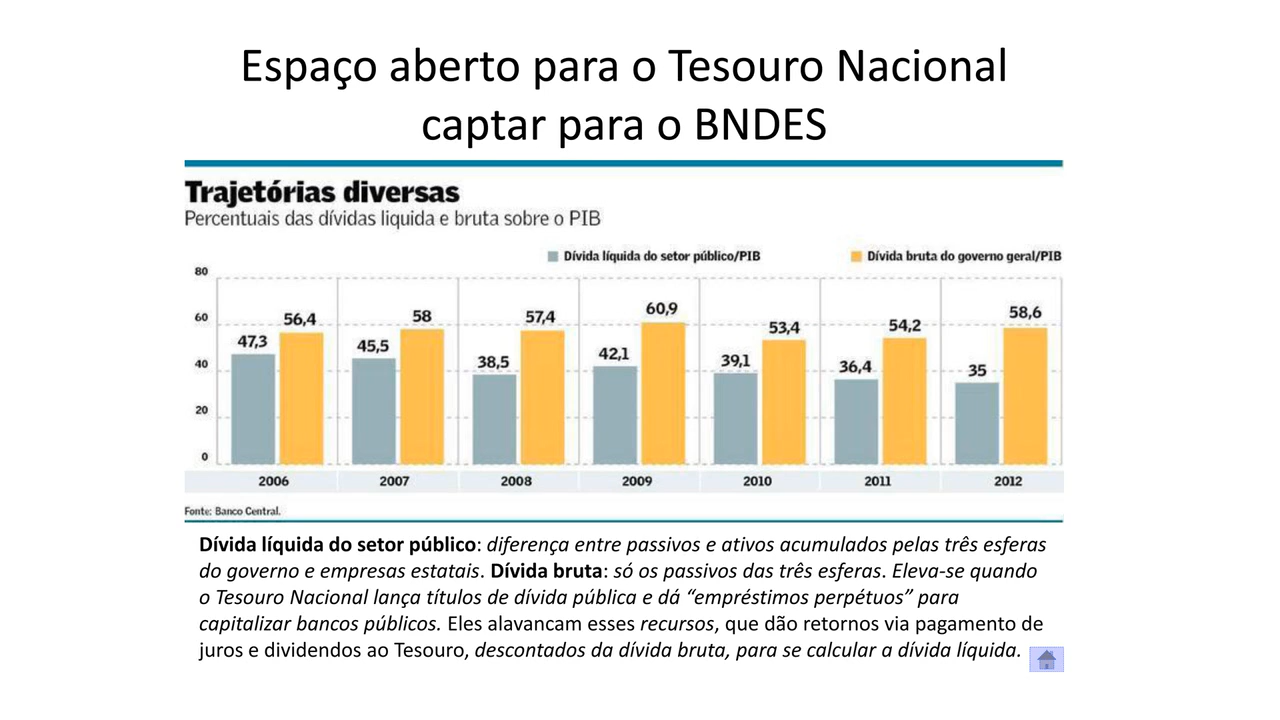 Espaço aberto para o Tesouro Nacional
captar para o BNDES
Trajetórias diversas
Percentuais das dívidas liquida e bruta sobre o PIB
Dívida líquida do setor público/PIB Dívida bruta do governo geral/PIB
80
60
40
20
0
47,3 56,4
45,5 58
38,5 57,4
42,1 60,9
39,1 53,4
36,4 54,2
35 58,6
2006 2007 2008 2009 2010 2011 2012
Fonte: Banco Central.
Dívida líquida do setor público: diferença entre passivos e ativos acumulados pelas três esferas
do governo e empresas estatais. Dívida bruta: só os passivos das três esferas. Eleva-se quando
o Tesouro Nacional lança títulos de dívida pública e dá “empréstimos perpétuos” para
capitalizar bancos públicos. Eles alavancam esses recursos, que dão retornos via pagamento de
juros e dividendos ao Tesouro, descontados da dívida bruta, para se calcular a dívida líquida.